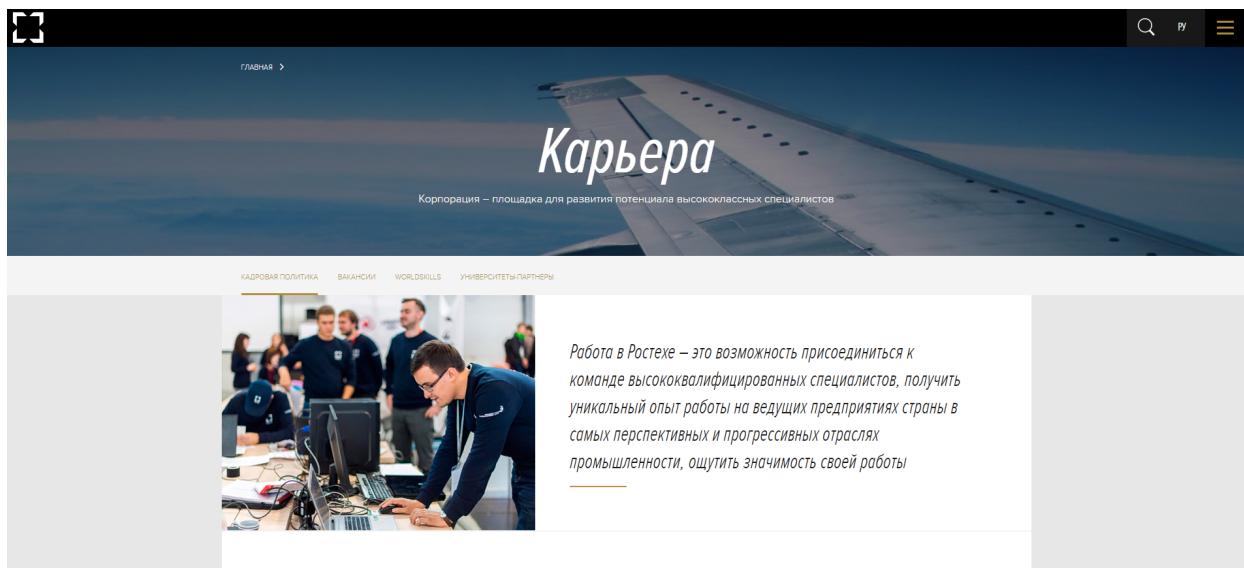 РУ
ГЛАВНАЯ >
Карьера
Корпорация – площадка для развития потенциала высококлассных специалистов
КАДРОВАЯ ПОЛИТИКА ВАКАНСИИ WORLDSKILLS УНИВЕРСИТЕТЫ-ПАРТНЕРЫ
Работа в Ростехе – это возможность присоединиться к
команде высококвалифицированных специалистов, получить
уникальный опыт работы на ведущих предприятиях страны в
самых перспективных и прогрессивных отраслях
промышленности, ощутить значимость своей работы